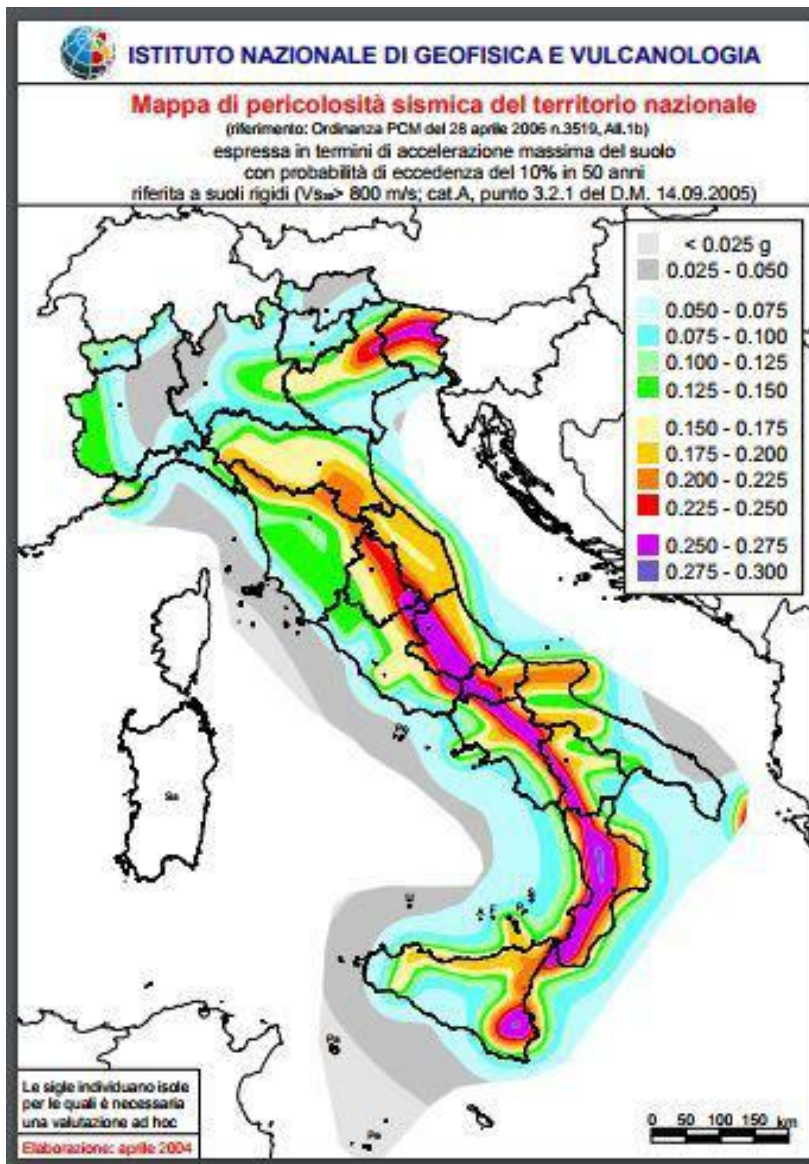 ISTITUTO NAZIONALE DI GEOFISICA E VULCANOLOGIA
Mappa di pericolosità sismica del territorio nazionale
(riferimento: Ordinanza PCM del 28 aprile 2006 n.3519, All.1b)
espressa in termini di accelerazione massima del suolo
con probabilità di eccedenza del 10% in 50 anni
riferita a suoli rigidi (Vs₃₀> 800 m/s; cat.A, punto 3.2.1 del D.M. 14.09.2005)
< 0.025 g
0.025 - 0.050
0.050 - 0.075
0.075 - 0.100
0.100 - 0.125
0.125 - 0.150
0.150 - 0.175
0.175 - 0.200
0.200 - 0.225
0.225 - 0.250
0.250 - 0.275
0.275 - 0.300
Sa
U
Pa
Pe
Le sigle individuano isole
per le quali è necessaria
una valutazione ad hoc
Elaborazione: aprile 2004
0 50 100 150 km